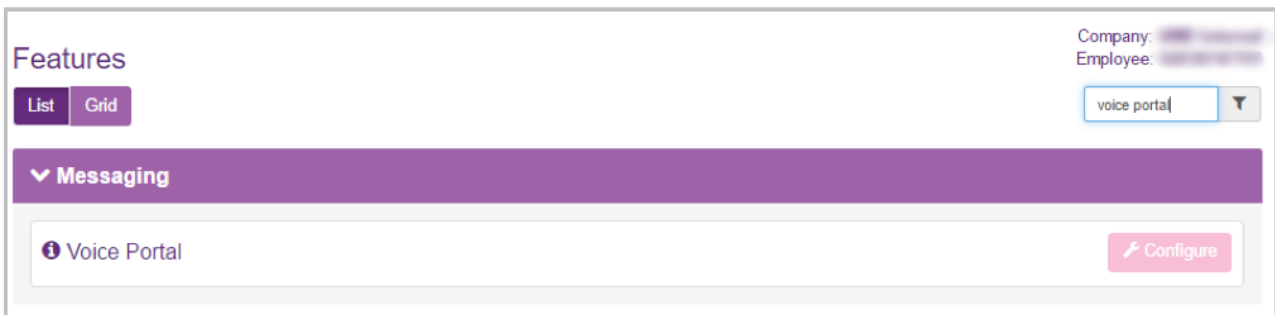 Company:
Employee:
Features
List Grid
voice portal
Messaging
Voice Portal
Configure